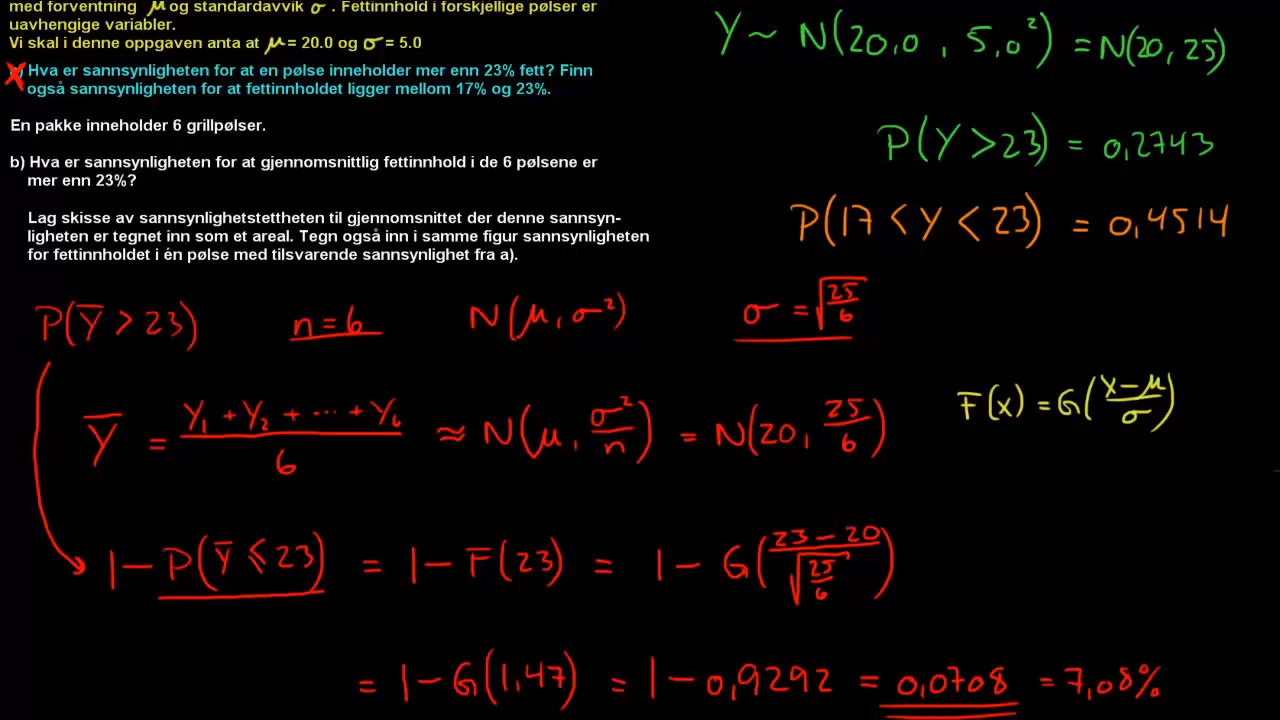 med forventning μ og standardavvik σ . Fettinnhold i forskjellige pølser er
uavhengige variabler.
Vi skal i denne oppgaven anta at μ = 20.0 og σ = 5.0
Hva er sannsynligheten for at en pølse inneholder mer enn 23% fett? Finn
også sannsynligheten for at fettinnholdet ligger mellom 17% og 23%.
En pakke inneholder 6 grillpølser.
b) Hva er sannsynligheten for at gjennomsnittlig fettinnhold i de 6 pølsene er
mer enn 23%?
Lag skisse av sannsynlighetstettheten til gjennomsnittet der denne sannsyn-
ligheten er tegnet inn som et areal. Tegn også inn i samme figur sannsynligheten
for fettinnholdet i én pølse med tilsvarende sannsynlighet fra a).
Y ~ N(20,0 , 5,0²) = N(20, 25)
P(Y > 23) = 0,2743
P(17 < Y < 23) = 0,4514
P(Y̅ > 23) n = 6 N(μ, σ²) σ = √(25/6)
Y̅ = (Y₁ + Y₂ + ... + Y₆)/6 ≈ N(μ, σ²/n) = N(20, 25/6)
F(x) = G((x-μ)/σ)
1 - P(Y̅ ≤ 23) = 1 - F(23) = 1 - G((23 - 20)/√(25/6))
= 1 - G(1,47) = 1 - 0,9292 = 0,0708 = 7,08%